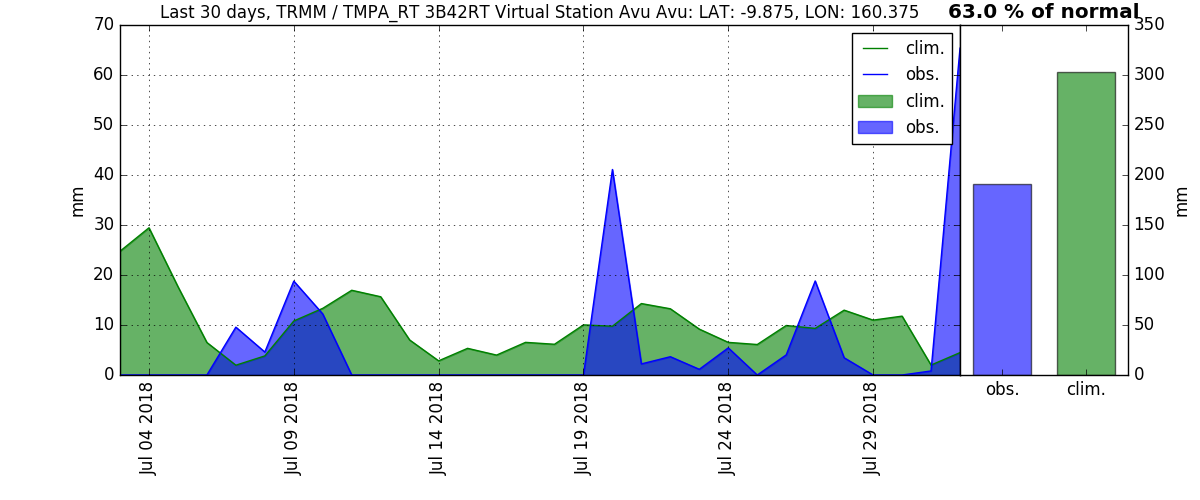 Last 30 days, TRMM / TMPA_RT 3B42RT Virtual Station Avu Avu: LAT: -9.875, LON: 160.375
63.0 % of normal
70
60
50
40
30
20
10
0
mm
clim.
obs.
clim.
obs.
Jul 04 2018
Jul 09 2018
Jul 14 2018
Jul 19 2018
Jul 24 2018
Jul 29 2018
350
300
250
200
150
100
50
0
mm
obs.
clim.